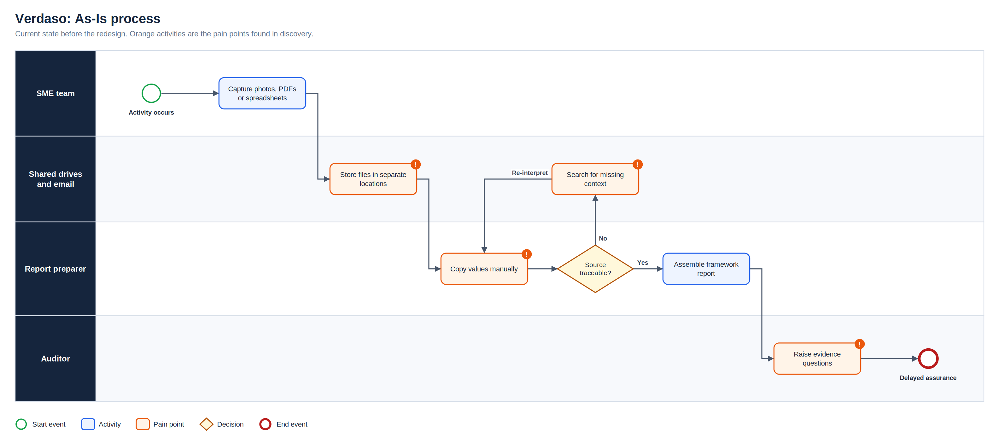 Verdaso: As-Is process
Current state before the redesign. Orange activities are the pain points found in discovery.
SME team
Activity occurs
Capture photos, PDFs
or spreadsheets
Shared drives
and email
Store files in separate
locations
!
Re-interpret
Search for missing
context
!
Report preparer
Copy values manually
!
Source
traceable?
No
Yes
Assemble framework
report
Auditor
Raise evidence
questions
!
Delayed assurance
Start event
Activity
Pain point
Decision
End event